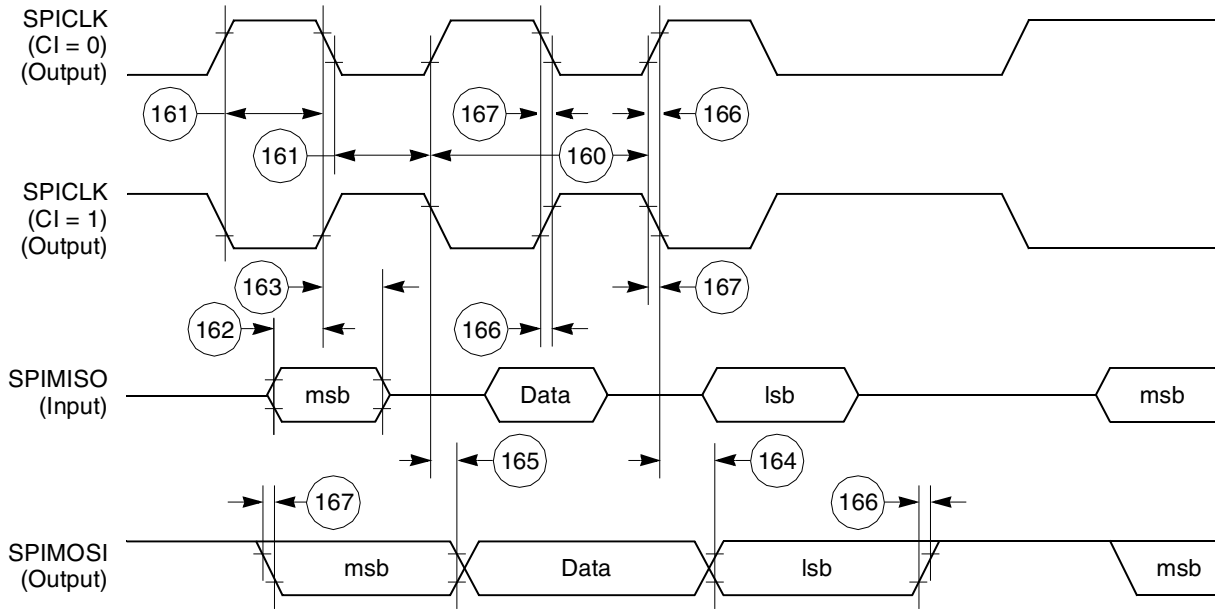 SPICLK
(CI = 0)
(Output)
161
167
166
161
160
SPICLK
(CI = 1)
(Output)
163
167
162
166
SPIMISO
(Input)
msb
Data
lsb
msb
165
164
167
166
SPIMOSI
(Output)
msb
Data
lsb
msb